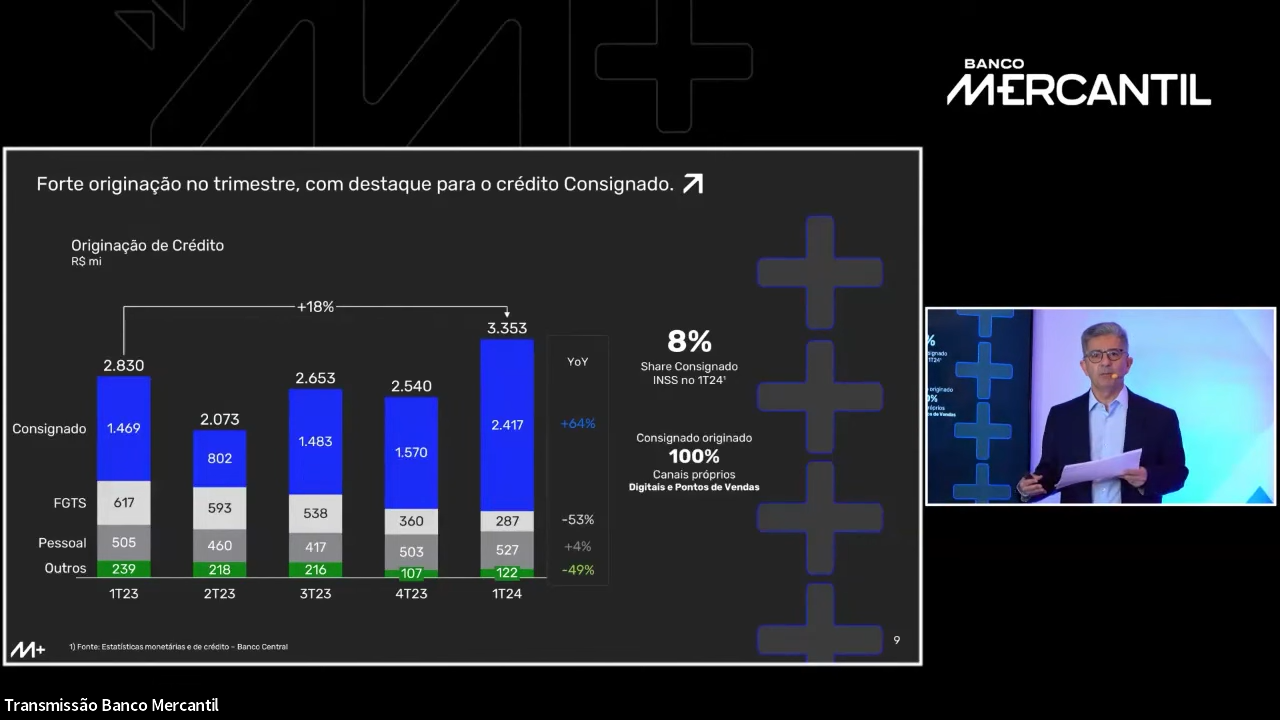 BANCO
MERCANTIL
Forte originação no trimestre, com destaque para o crédito Consignado.
Originação de Crédito
R$ mi
+18%
2.830
2.073
2.653
2.540
3.353
YoY
Consignado
1.469
802
1.483
1.570
2.417
+64%
FGTS
617
593
538
360
287
-53%
Pessoal
505
460
417
503
527
+4%
Outros
239
218
216
107
122
-49%
1T23
2T23
3T23
4T23
1T24
8%
Share Consignado
INSS no 1T24¹
Consignado originado
100%
Canais próprios
Digitais e Pontos de Vendas
M+
1) Fonte: Estatísticas monetárias e de crédito – Banco Central
9
Transmissão Banco Mercantil